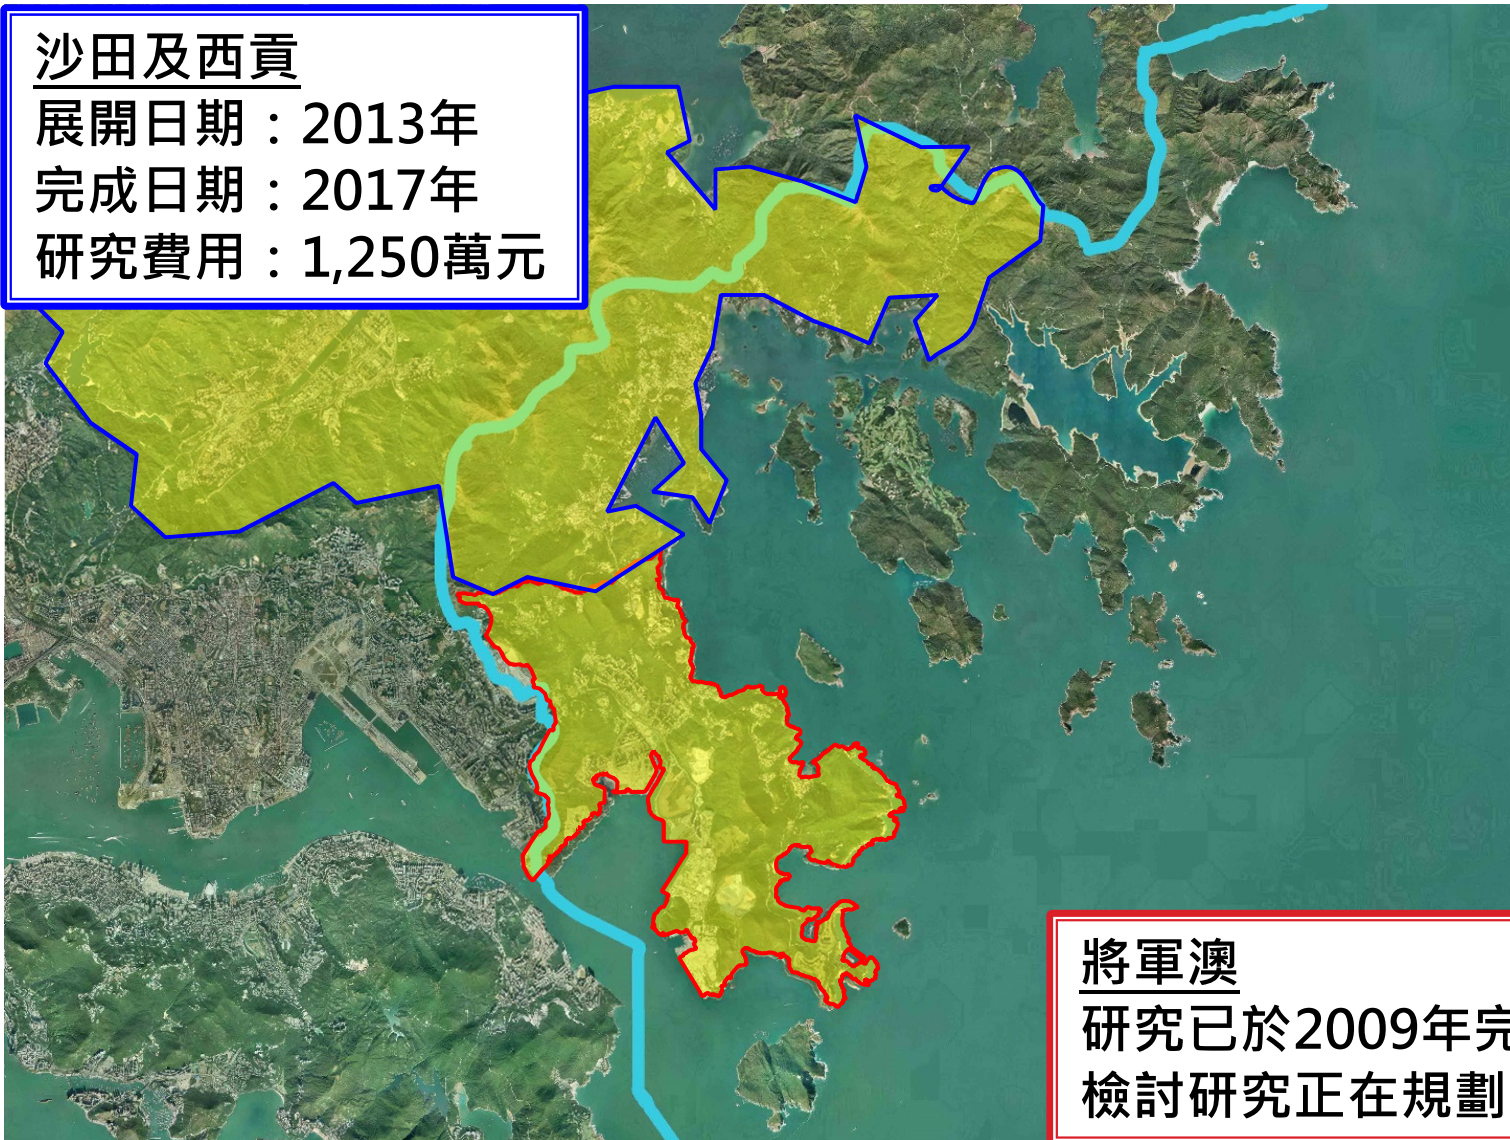 沙田及西貢
展開日期：2013年
完成日期：2017年
研究費用：1,250萬元
將軍澳
研究已於2009年完
檢討研究正在規劃